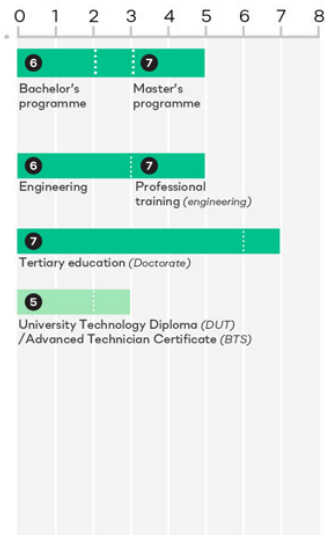 0 1 2 3 4 5 6 7 8
6 7
Bachelor's Master's
programme programme
6 7
Engineering Professional
training (engineering)
7
Tertiary education (Doctorate)
5
University Technology Diploma (DUT)
/Advanced Technician Certificate (BTS)